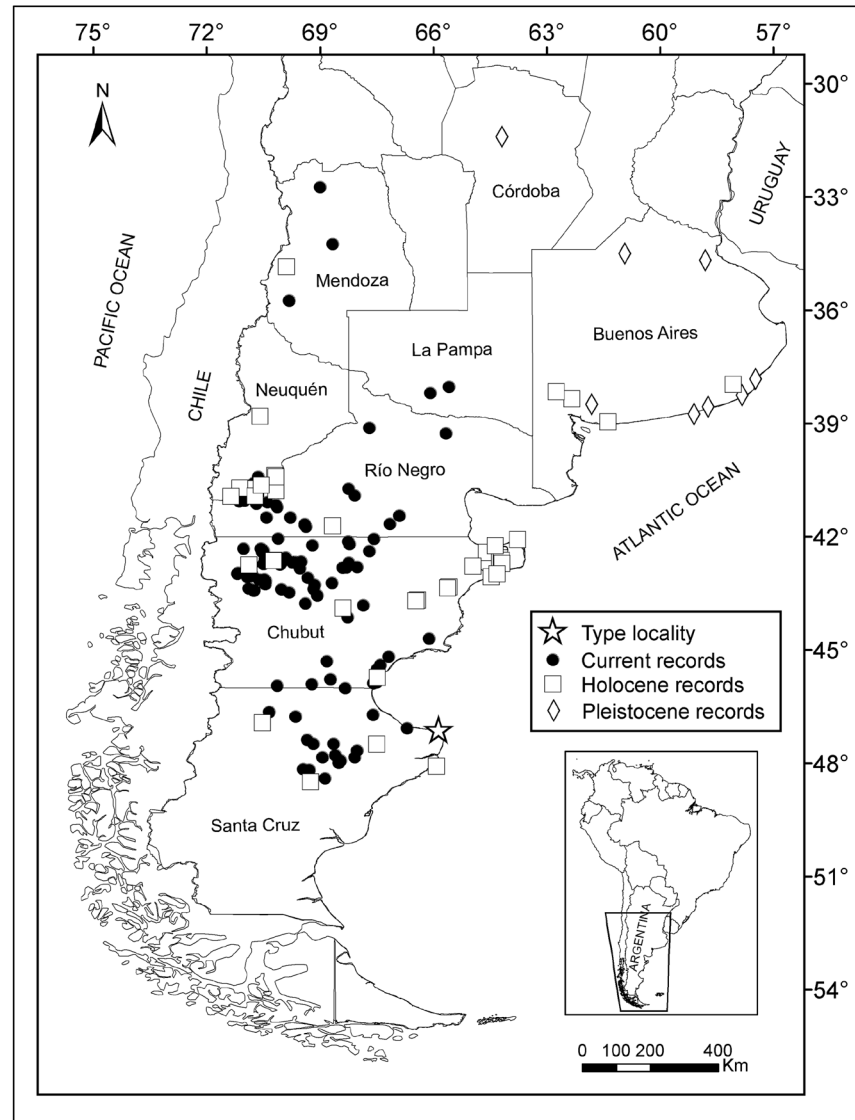 75° 72° 69° 66° 63° 60° 57°
30°
N
URUGUAY
Córdoba
33°
PACIFIC OCEAN
Mendoza
36°
Buenos Aires
La Pampa
CHILE
Neuquén
39°
Río Negro
ATLANTIC OCEAN
42°
Chubut
Type locality
Current records
Holocene records
Pleistocene records
45°
48°
Santa Cruz
51°
ARGENTINA
54°
0 100 200 400
Km